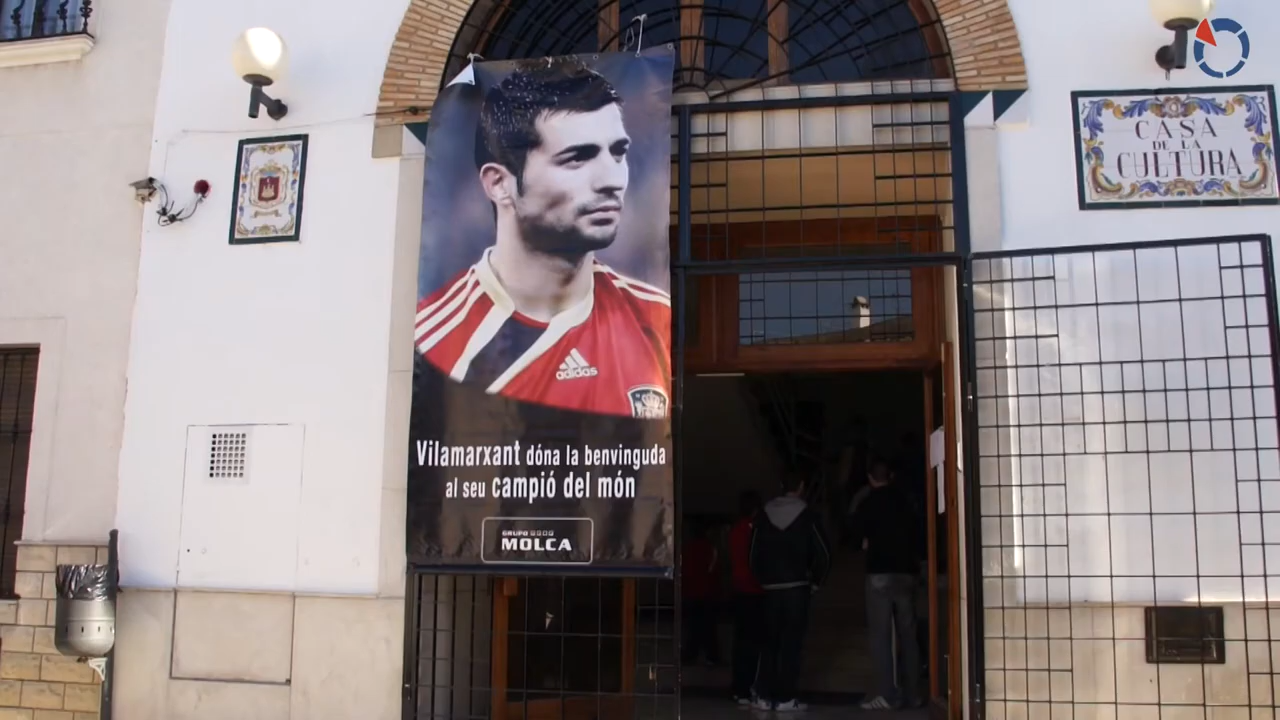 CASA
DE LA
CULTURA
adidas
Vilamarxant dóna la benvinguda
al seu campió del món
GRUPO
MOLCA